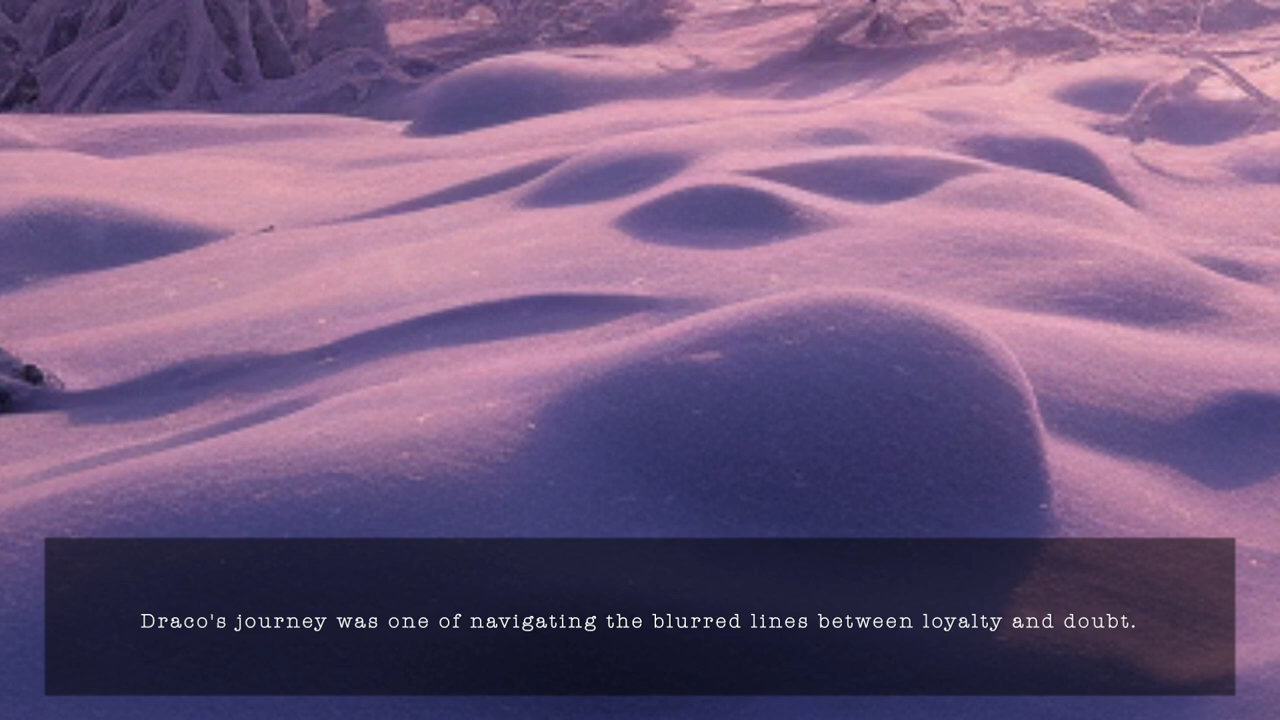 Draco's journey was one of navigating the blurred lines between loyalty and doubt.